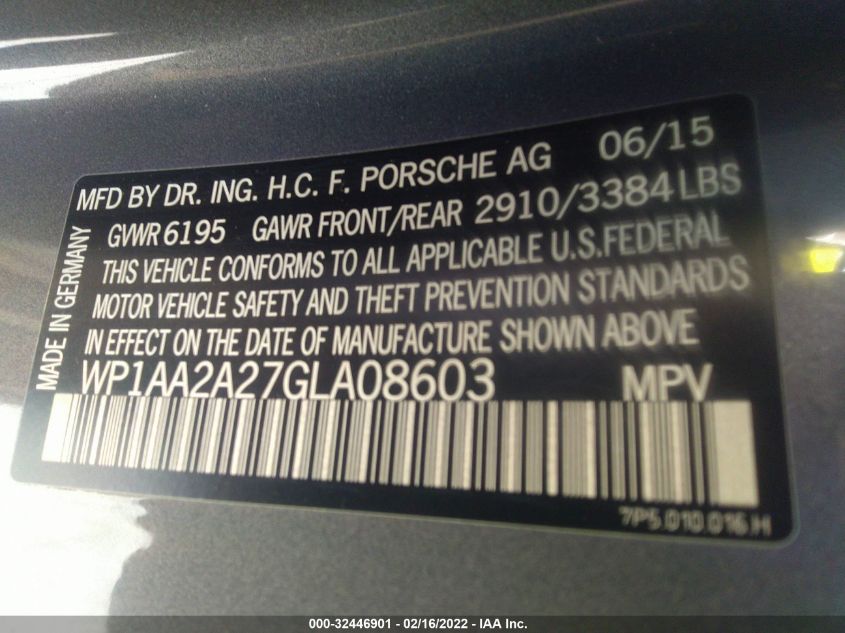 MFD BY DR. ING. H.C. F. PORSCHE AG 06/15
GVWR 6195 GAWR FRONT/REAR 2910/3384 LBS
THIS VEHICLE CONFORMS TO ALL APPLICABLE U.S.FEDERAL
MOTOR VEHICLE SAFETY AND THEFT PREVENTION STANDARDS
IN EFFECT ON THE DATE OF MANUFACTURE SHOWN ABOVE
WP1AA2A27GLA08603 MPV
MADE IN GERMANY
7P5.010.016.H
000-32446901 - 02/16/2022 - IAA Inc.